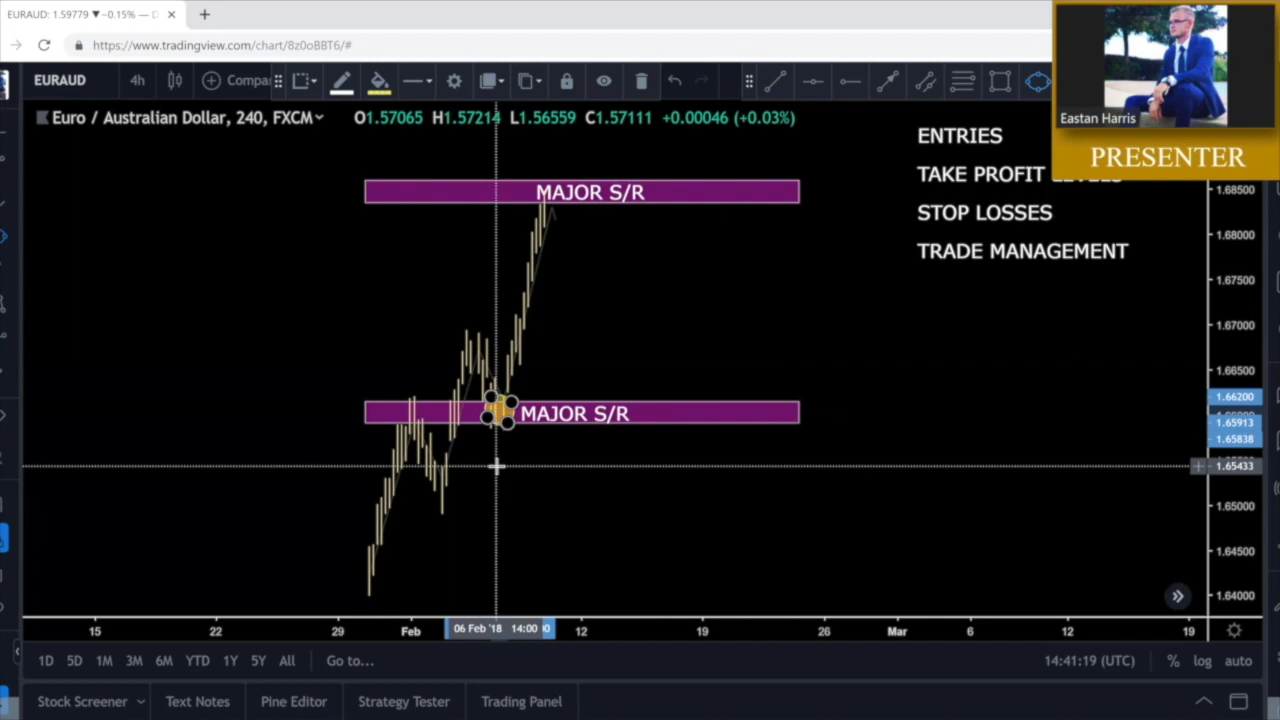 EURAUD: 1.59779 ▼−0.15% —
https://www.tradingview.com/chart/8z0oBBT6/#
EURAUD 4h Compar
Euro / Australian Dollar, 240, FXCM O1.57065 H1.57214 L1.56559 C1.57111 +0.00046 (+0.03%)
Eastan Harris
PRESENTER
ENTRIES
TAKE PROFIT LEVELS
STOP LOSSES
TRADE MANAGEMENT
MAJOR S/R
MAJOR S/R
1.68500
1.68000
1.67500
1.67000
1.66500
1.66200
1.65913
1.65838
1.65433
1.65000
1.64500
1.64000
15 22 29 Feb 06 Feb '18 14:00 12 19 26 Mar 6 12 19
1D 5D 1M 3M 6M YTD 1Y 5Y All Go to... 14:41:19 (UTC) % log auto
Stock Screener Text Notes Pine Editor Strategy Tester Trading Panel